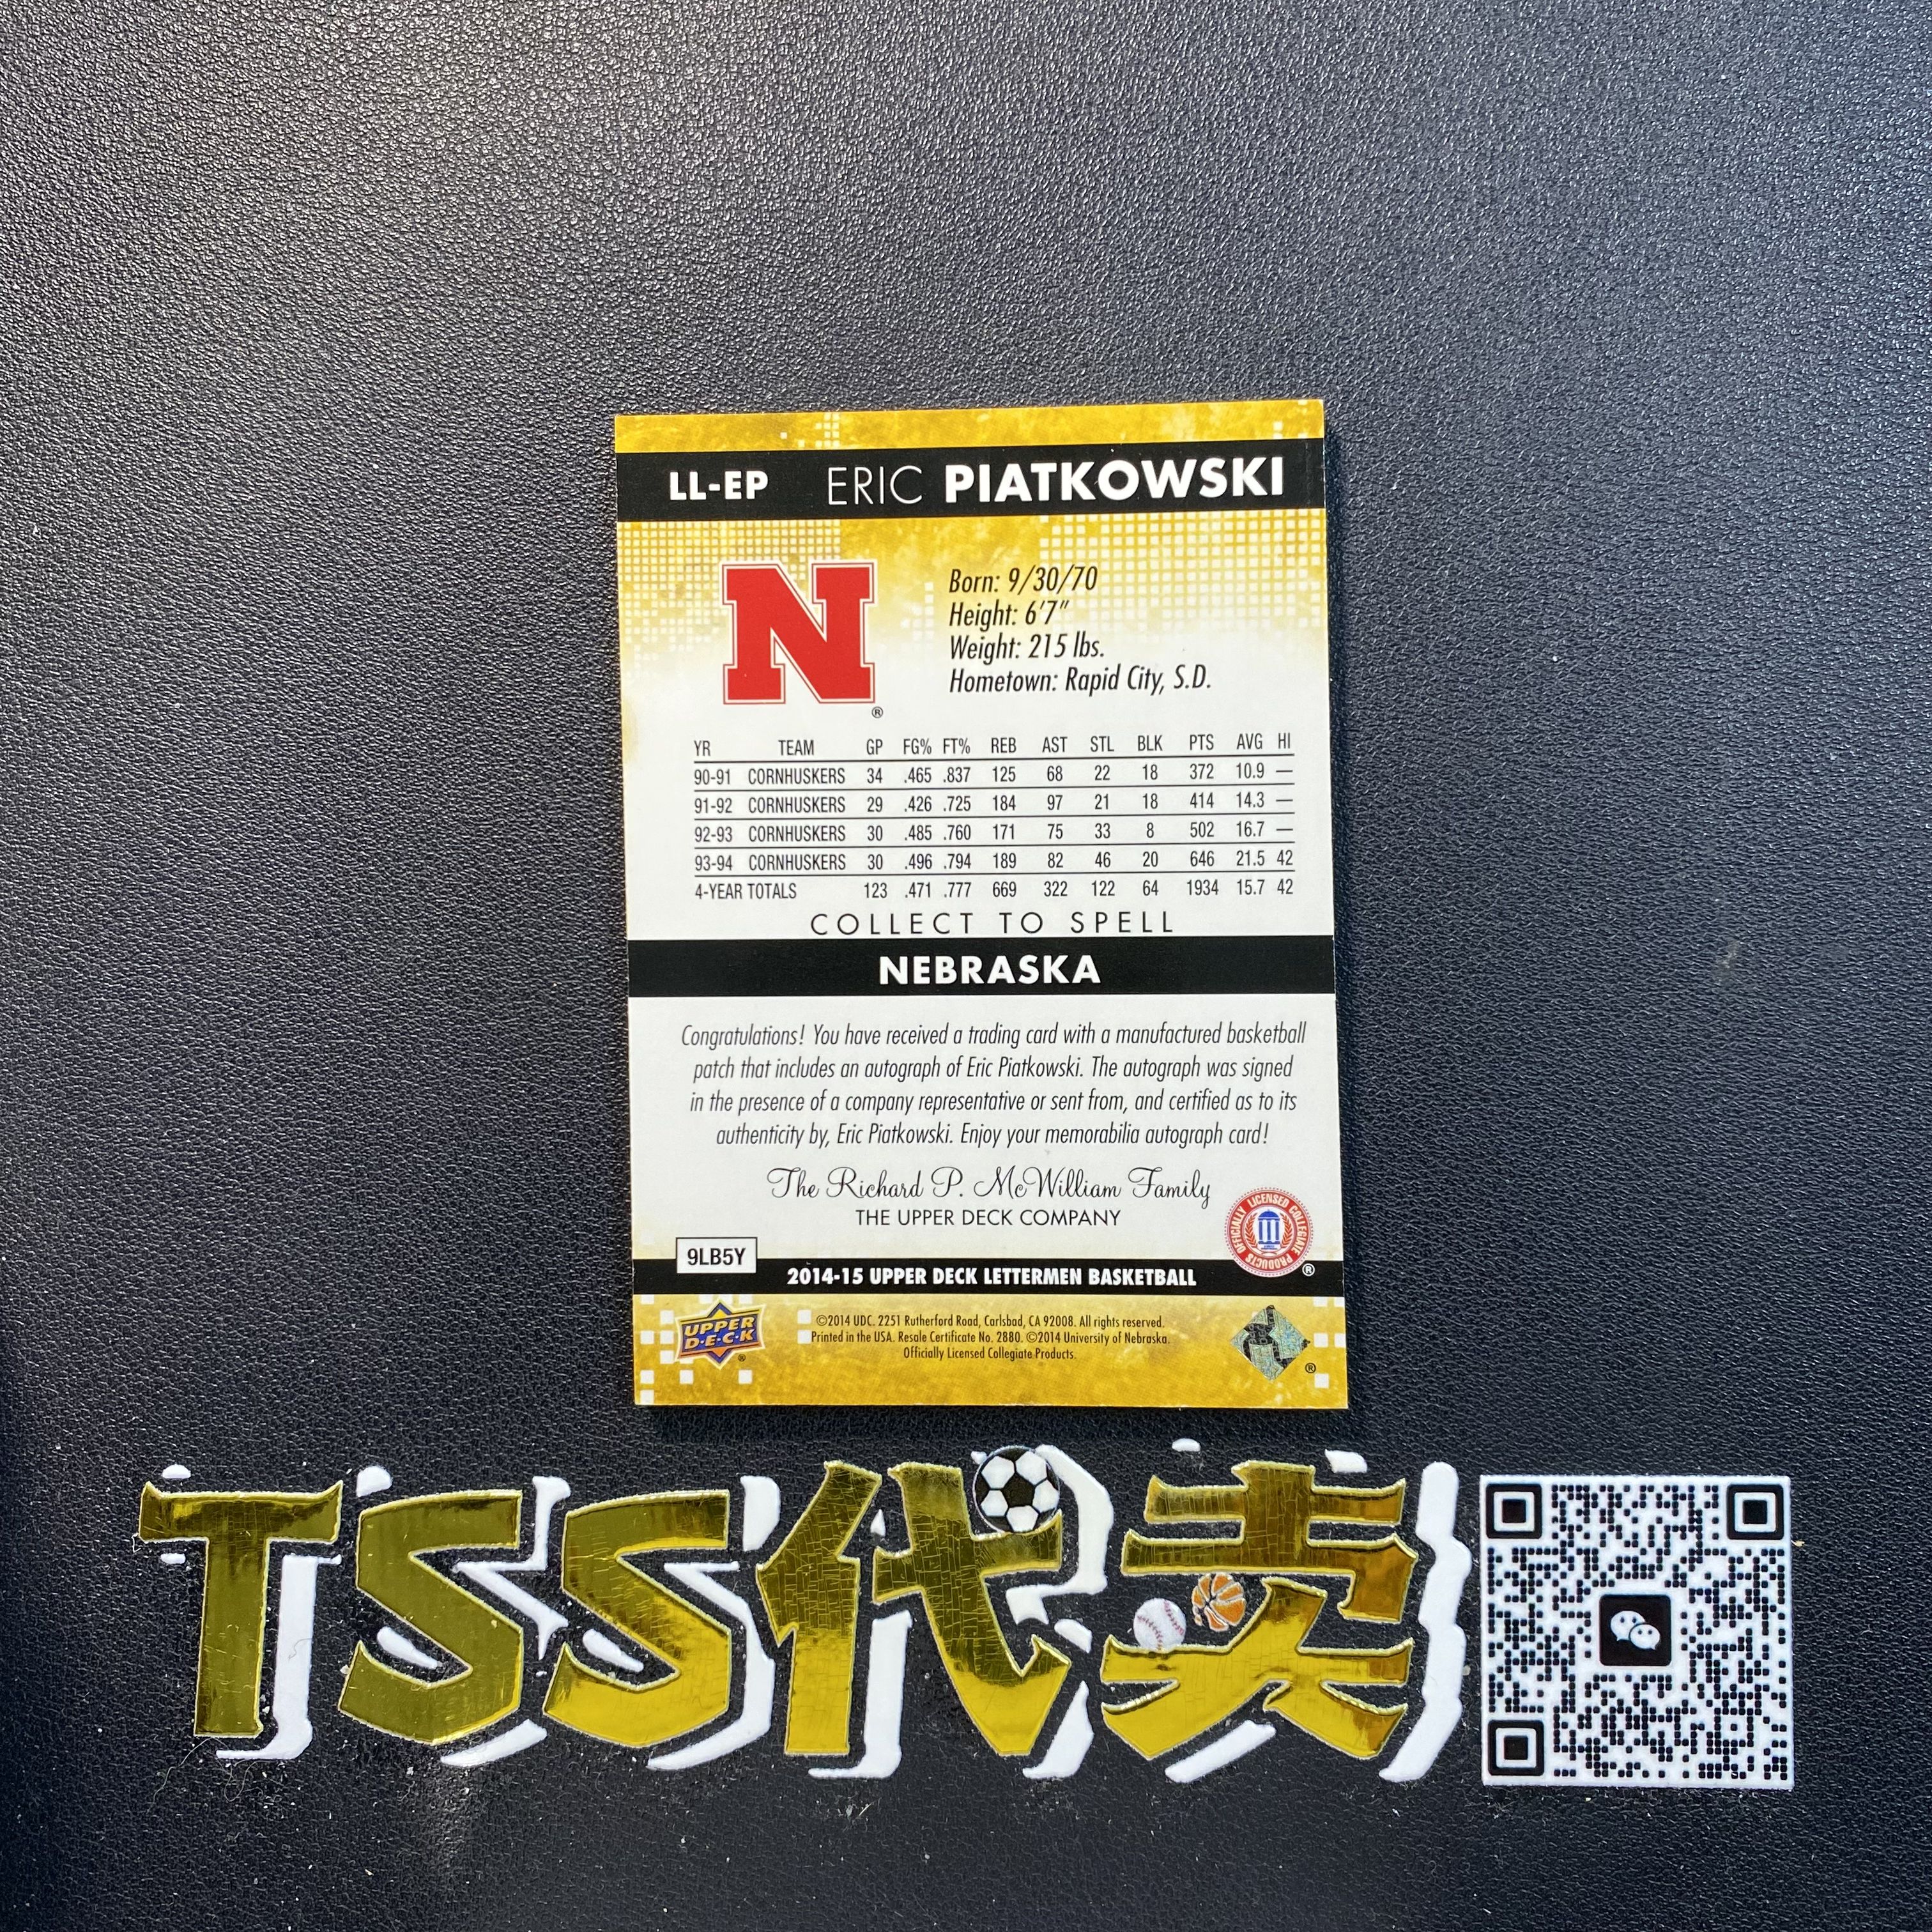 LL-EP ERIC PIATKOWSKI
N
®
Born: 9/30/70
Height: 6'7"
Weight: 215 lbs.
Hometown: Rapid City, S.D.
YR TEAM GP FG% FT% REB AST STL BLK PTS AVG HI
90-91 CORNHUSKERS 34 .465 .837 125 68 22 18 372 10.9 —
91-92 CORNHUSKERS 29 .426 .725 184 97 21 18 414 14.3 —
92-93 CORNHUSKERS 30 .485 .760 171 75 33 8 502 16.7 —
93-94 CORNHUSKERS 30 .496 .794 189 82 46 20 646 21.5 42
4-YEAR TOTALS 123 .471 .777 669 322 122 64 1934 15.7 42
COLLECT TO SPELL
NEBRASKA
Congratulations! You have received a trading card with a manufactured basketball
patch that includes an autograph of Eric Piatkowski. The autograph was signed
in the presence of a company representative or sent from, and certified as to its
authenticity by, Eric Piatkowski. Enjoy your memorabilia autograph card!
The Richard P. McWilliam Family
THE UPPER DECK COMPANY
OFFICIALLY LICENSED COLLEGIATE PRODUCTS
®
9LB5Y
2014-15 UPPER DECK LETTERMEN BASKETBALL
UPPER
D·E·C·K
®
©2014 UDC. 2251 Rutherford Road, Carlsbad, CA 92008. All rights reserved.
Printed in the USA. Resale Certificate No. 2880. ©2014 University of Nebraska.
Officially Licensed Collegiate Products.
®
TSS代卖